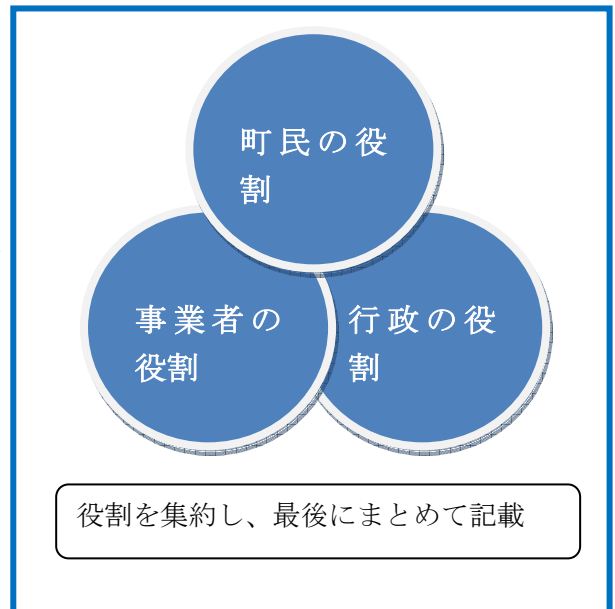 町民の役
割
事業者の
役割
行政の役
割
役割を集約し、最後にまとめて記載